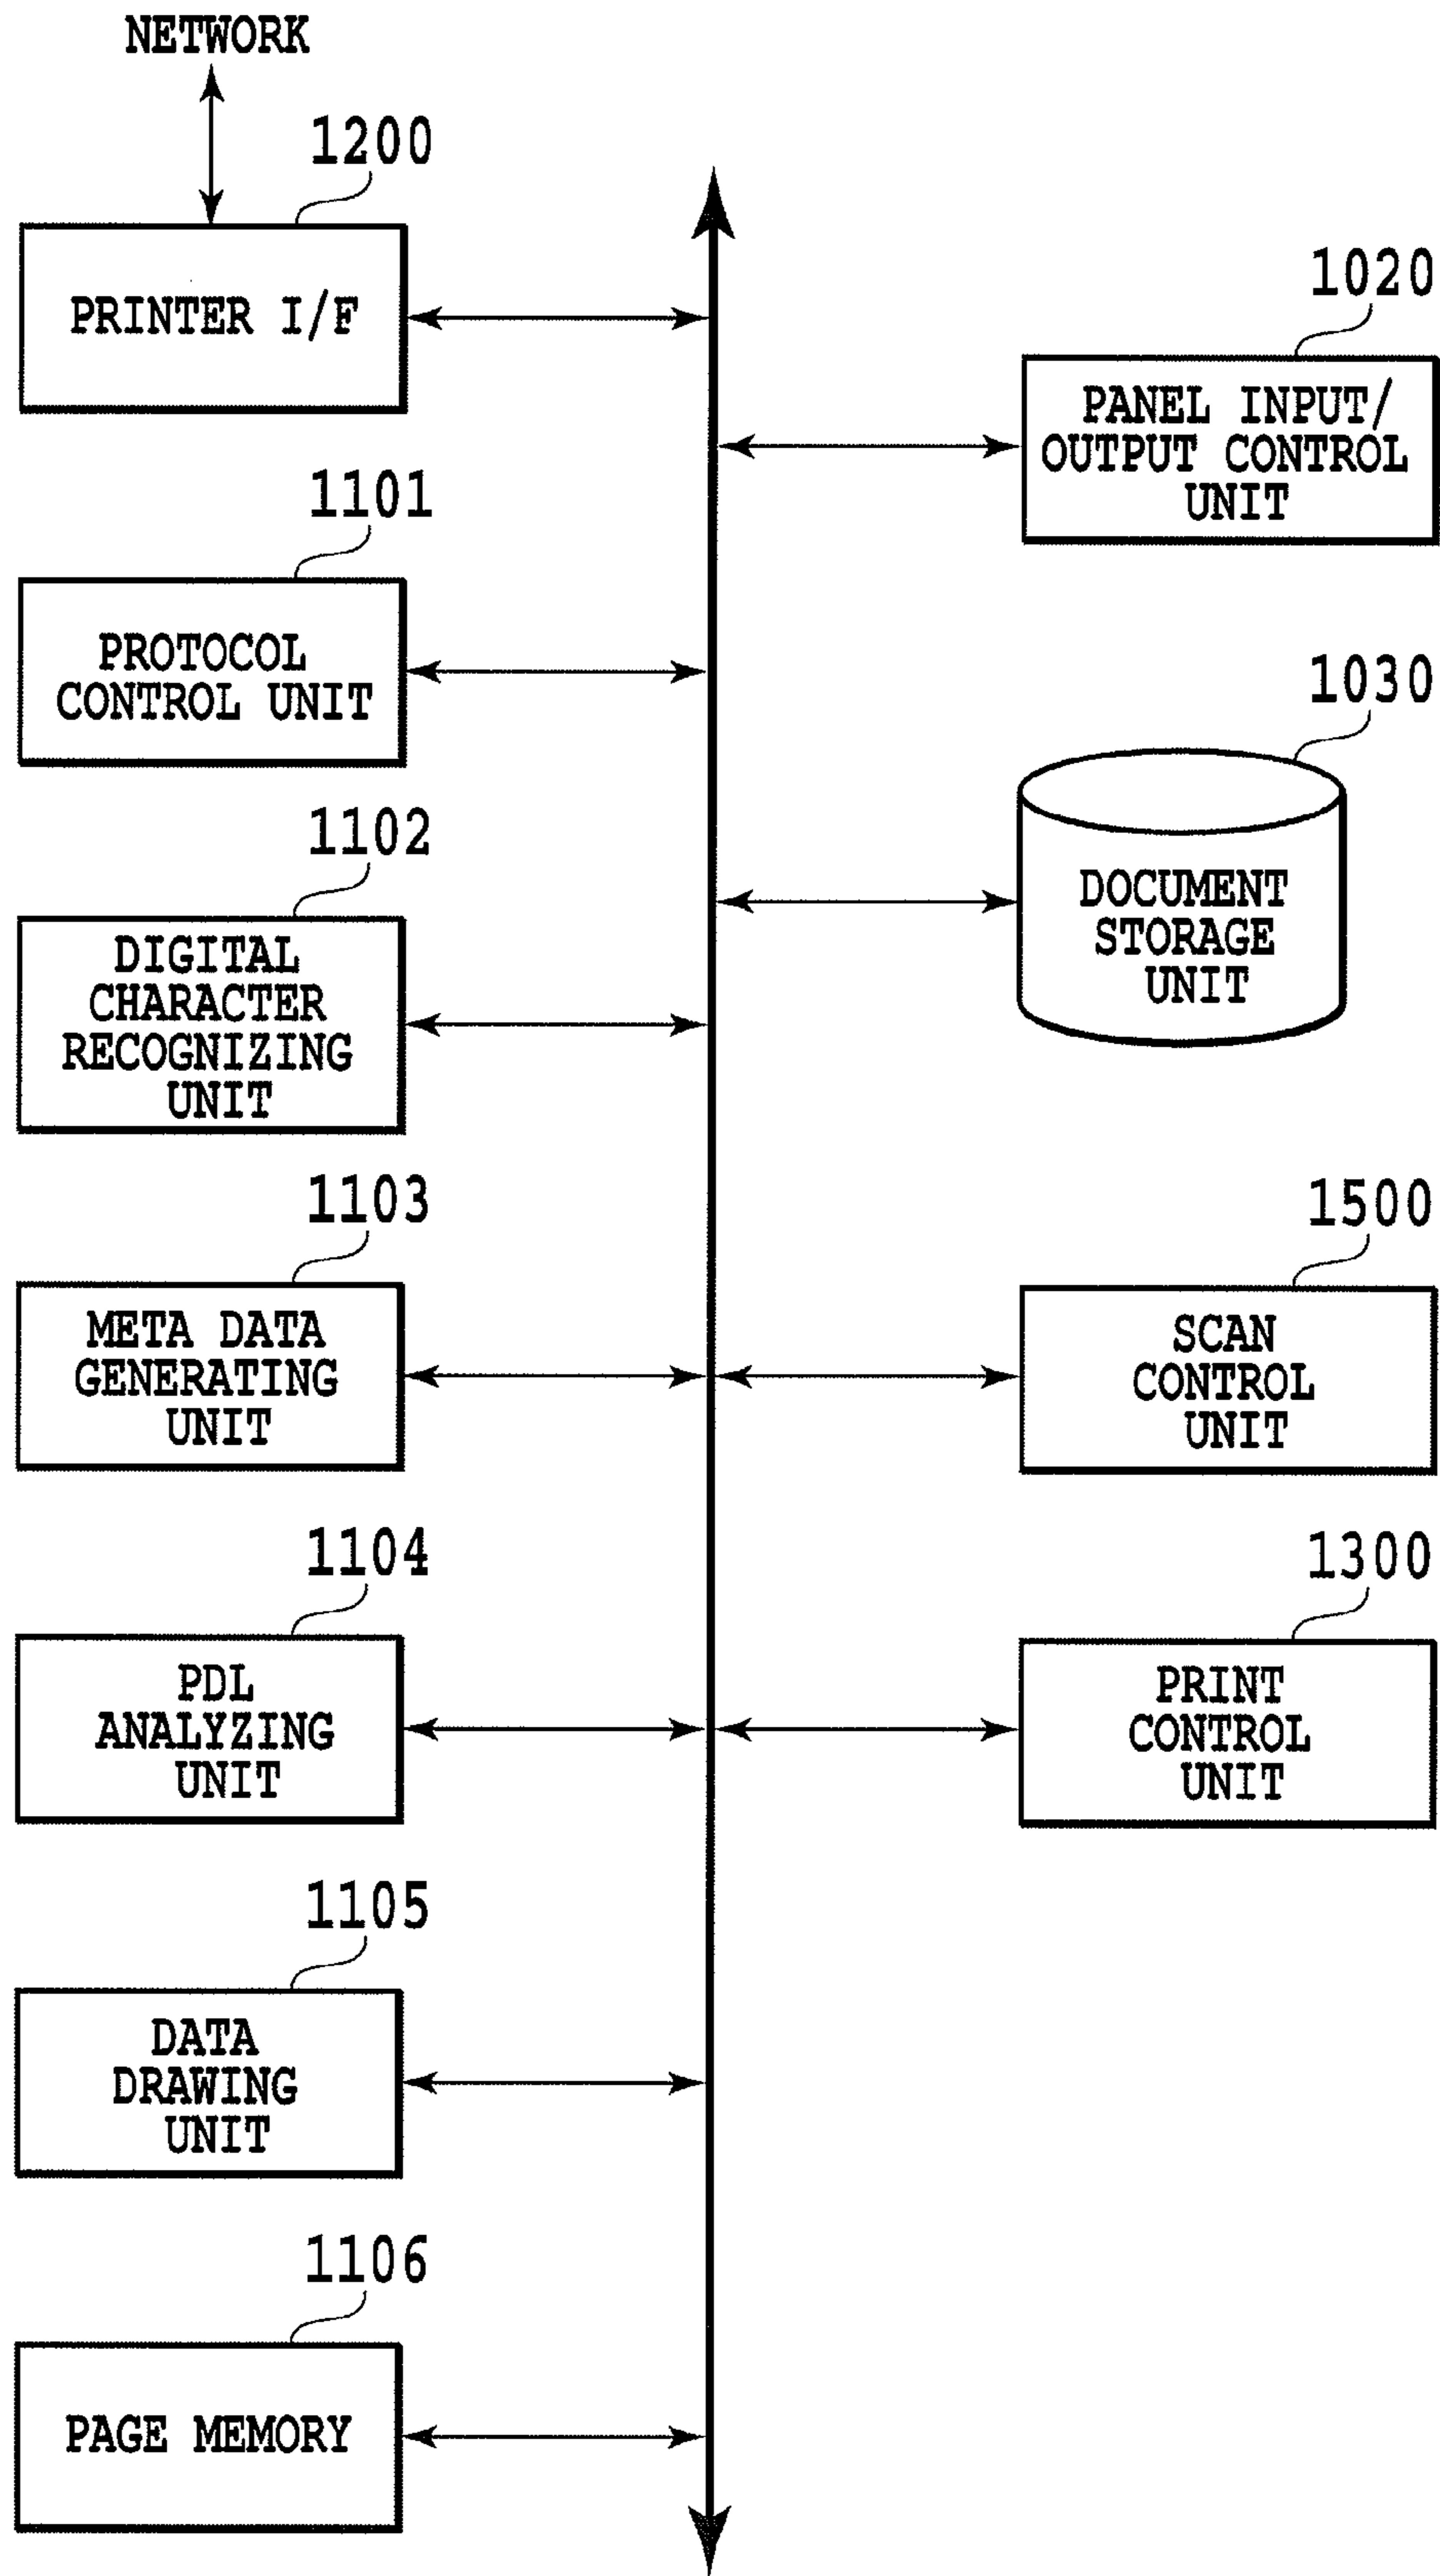 NETWORK
1200
PRINTER I/F
1101
PROTOCOL
CONTROL UNIT
1102
DIGITAL
CHARACTER
RECOGNIZING
UNIT
1103
META DATA
GENERATING
UNIT
1104
PDL
ANALYZING
UNIT
1105
DATA
DRAWING
UNIT
1106
PAGE MEMORY
1020
PANEL INPUT/
OUTPUT CONTROL
UNIT
1030
DOCUMENT
STORAGE
UNIT
1500
SCAN
CONTROL
UNIT
1300
PRINT
CONTROL
UNIT